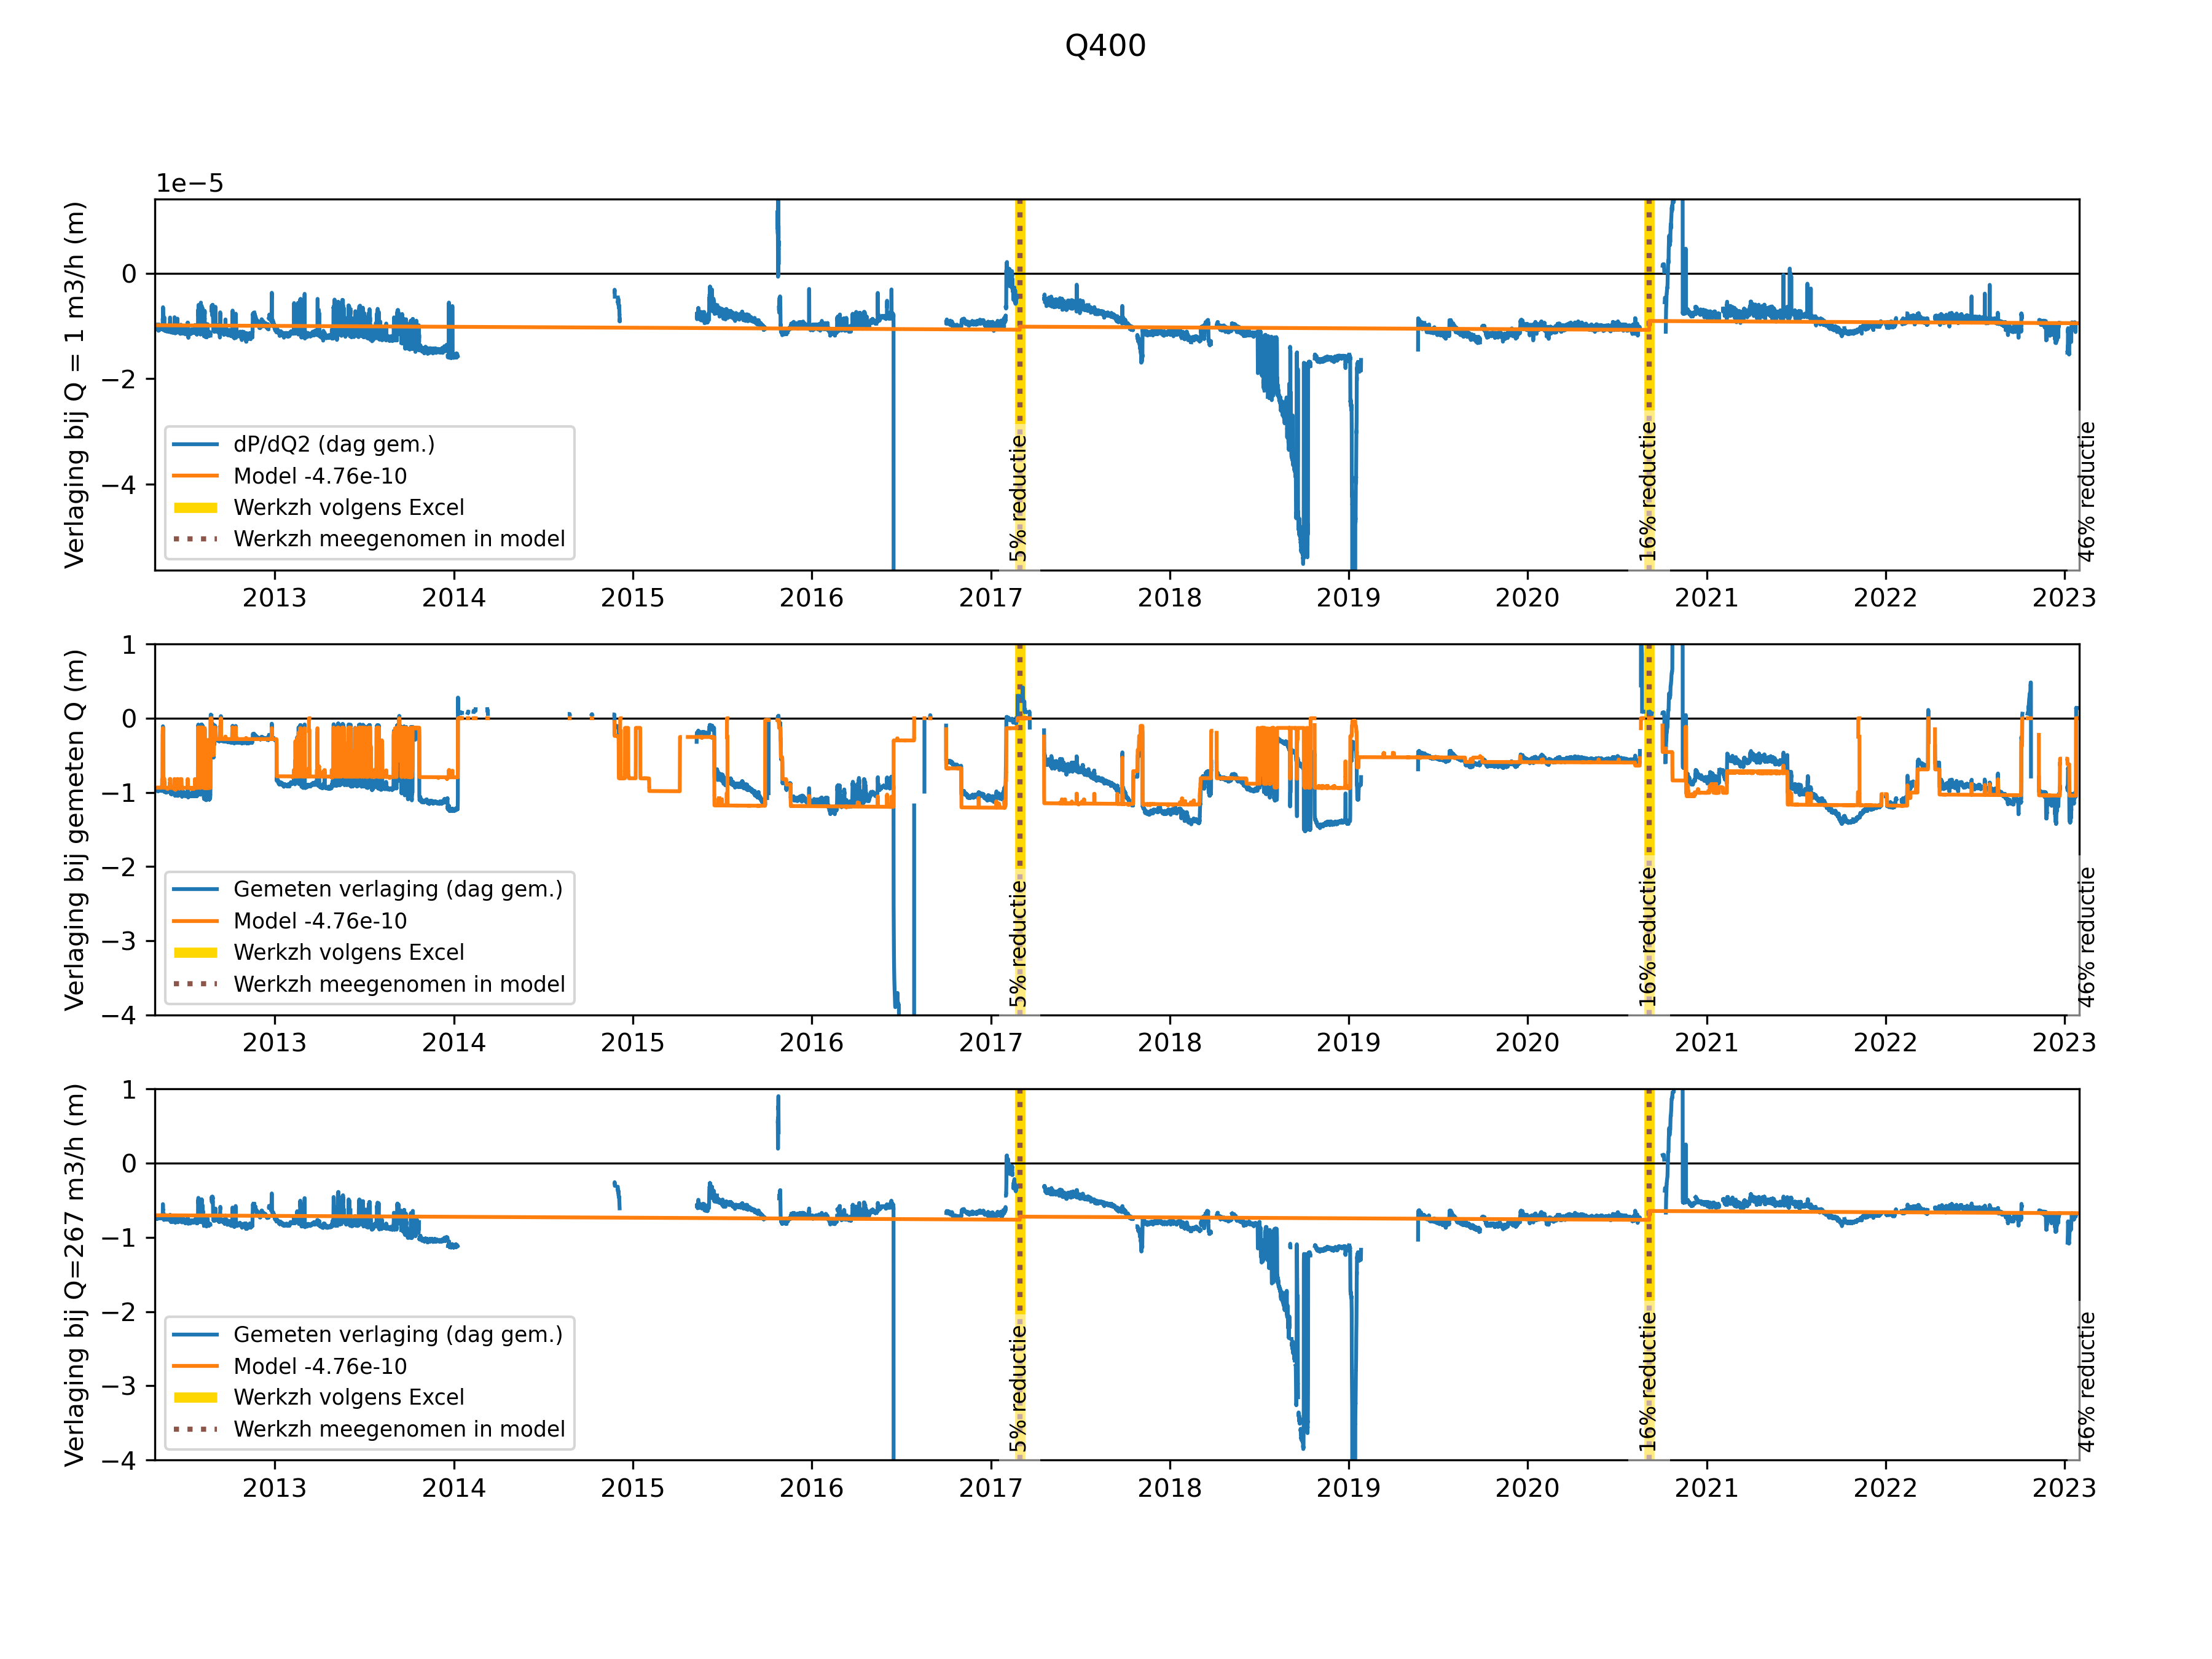 Q400
1e−5
Verlaging bij Q = 1 m3/h (m)
0
−2
−4
dP/dQ2 (dag gem.)
Model -4.76e-10
Werkzh volgens Excel
Werkzh meegenomen in model
5% reductie
16% reductie
46% reductie
2013 2014 2015 2016 2017 2018 2019 2020 2021 2022 2023
Verlaging bij gemeten Q (m)
1
0
−1
−2
−3
−4
Gemeten verlaging (dag gem.)
Model -4.76e-10
Werkzh volgens Excel
Werkzh meegenomen in model
5% reductie
16% reductie
46% reductie
2013 2014 2015 2016 2017 2018 2019 2020 2021 2022 2023
Verlaging bij Q=267 m3/h (m)
1
0
−1
−2
−3
−4
Gemeten verlaging (dag gem.)
Model -4.76e-10
Werkzh volgens Excel
Werkzh meegenomen in model
5% reductie
16% reductie
46% reductie
2013 2014 2015 2016 2017 2018 2019 2020 2021 2022 2023